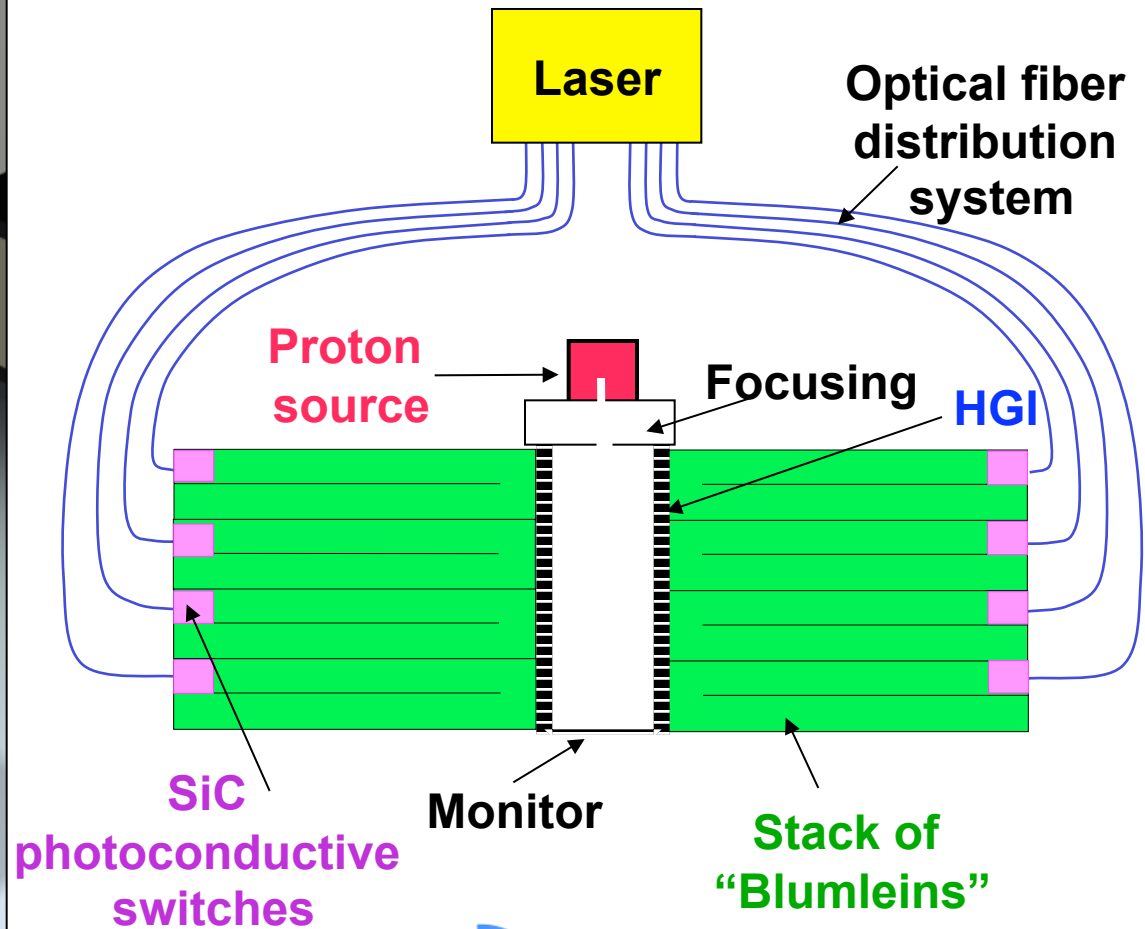 Laser
Optical fiber
distribution
system
Proton
source
Focusing
HGI
SiC
photoconductive
switches
Monitor
Stack of
“Blumleins”